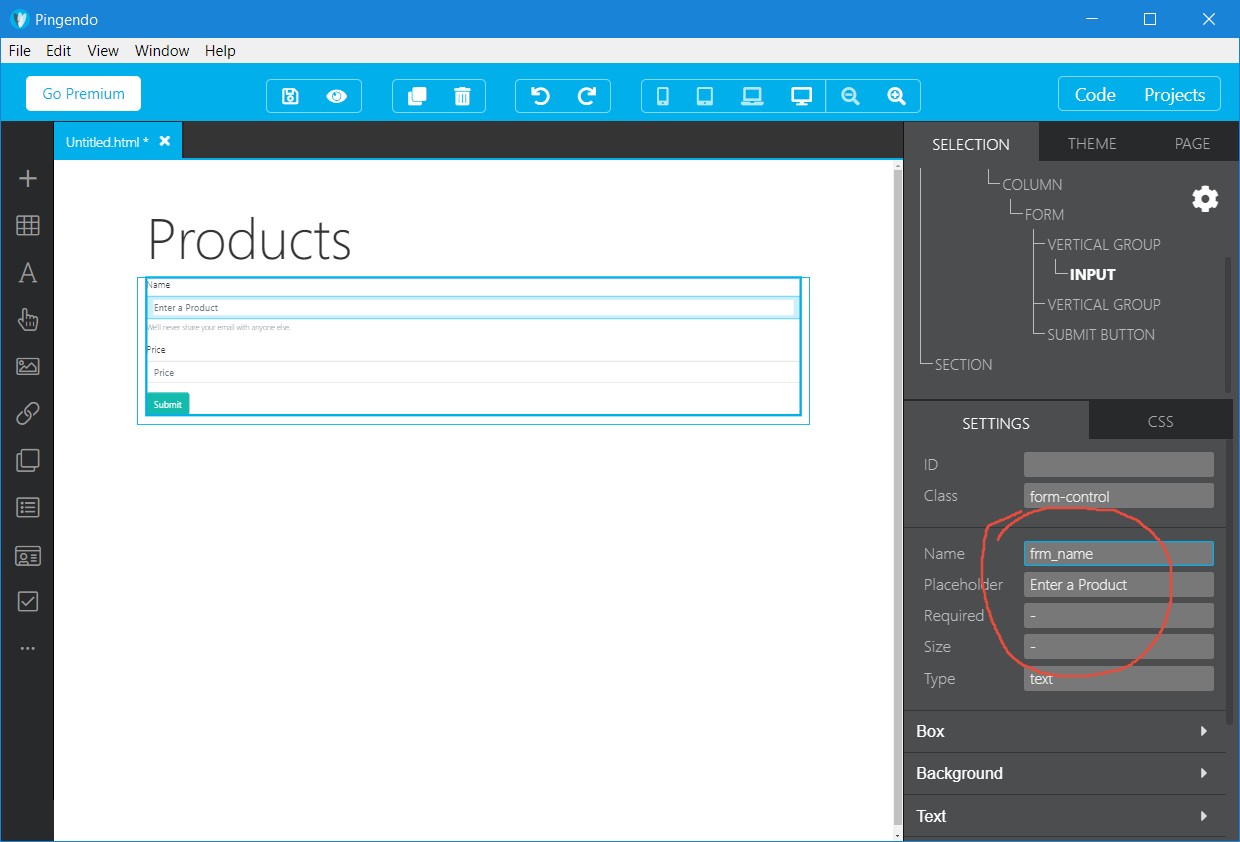 Pingendo
File Edit View Window Help
Go Premium
Code Projects
Untitled.html *
SELECTION THEME PAGE
COLUMN
FORM
VERTICAL GROUP
INPUT
VERTICAL GROUP
SUBMIT BUTTON
SECTION
Products
Name
Enter a Product
We'll never share your email with anyone else.
Price
Price
Submit
SETTINGS CSS
ID
Class form-control
Name frm_name
Placeholder Enter a Product
Required -
Size -
Type text
Box
Background
Text